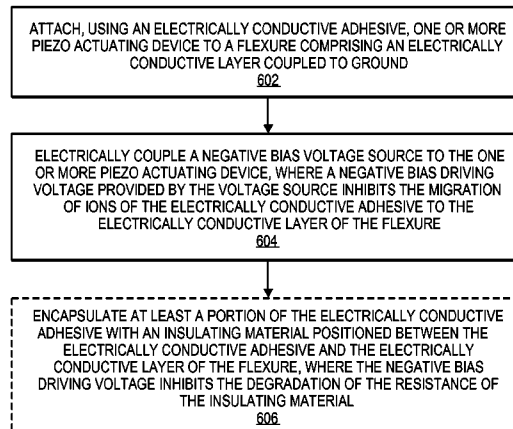 ATTACH, USING AN ELECTRICALLY CONDUCTIVE ADHESIVE, ONE OR MORE
PIEZO ACTUATING DEVICE TO A FLEXURE COMPRISING AN ELECTRICALLY
CONDUCTIVE LAYER COUPLED TO GROUND
602
ELECTRICALLY COUPLE A NEGATIVE BIAS VOLTAGE SOURCE TO THE ONE
OR MORE PIEZO ACTUATING DEVICE, WHERE A NEGATIVE BIAS DRIVING
VOLTAGE PROVIDED BY THE VOLTAGE SOURCE INHIBITS THE MIGRATION
OF IONS OF THE ELECTRICALLY CONDUCTIVE ADHESIVE TO THE
ELECTRICALLY CONDUCTIVE LAYER OF THE FLEXURE
604
ENCAPSULATE AT LEAST A PORTION OF THE ELECTRICALLY CONDUCTIVE
ADHESIVE WITH AN INSULATING MATERIAL POSITIONED BETWEEN THE
ELECTRICALLY CONDUCTIVE ADHESIVE AND THE ELECTRICALLY
CONDUCTIVE LAYER OF THE FLEXURE, WHERE THE NEGATIVE BIAS
DRIVING VOLTAGE INHIBITS THE DEGRADATION OF THE RESISTANCE OF
THE INSULATING MATERIAL
606